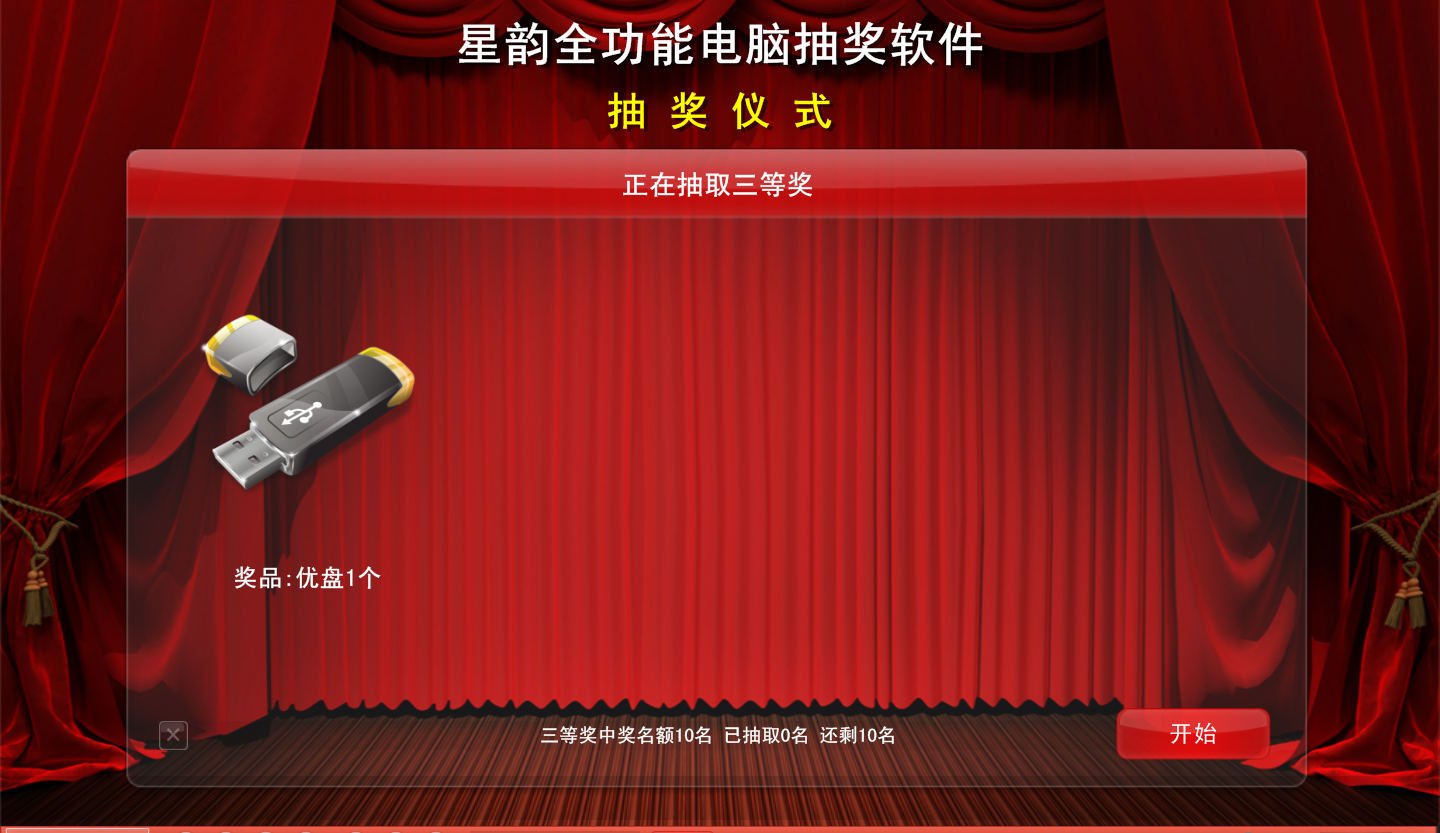 星韵全功能电脑抽奖软件
抽奖仪式
正在抽取三等奖
奖品:优盘1个
三等奖中奖名额10名 已抽取0名 还剩10名
开始